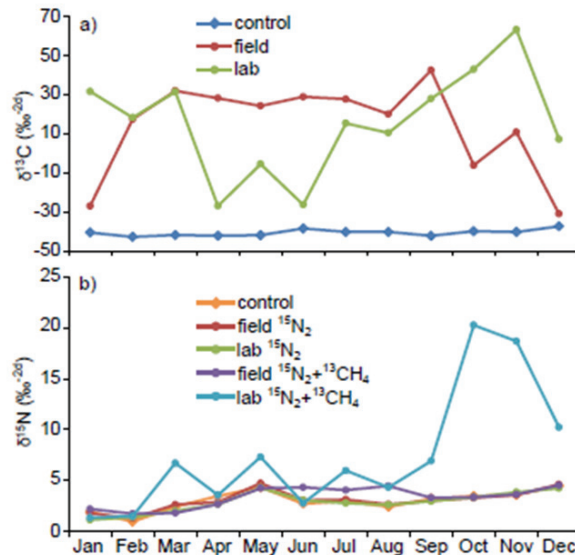 a)
control
field
lab
δ¹³C (‰⁻²ᵈ)
70
50
30
10
-10
-30
-50
b)
control
field ¹⁵N₂
lab ¹⁵N₂
field ¹⁵N₂+¹³CH₄
lab ¹⁵N₂+¹³CH₄
δ¹⁵N (‰⁻²ᵈ)
25
20
15
10
5
0
Jan Feb Mar Apr May Jun Jul Aug Sep Oct Nov Dec